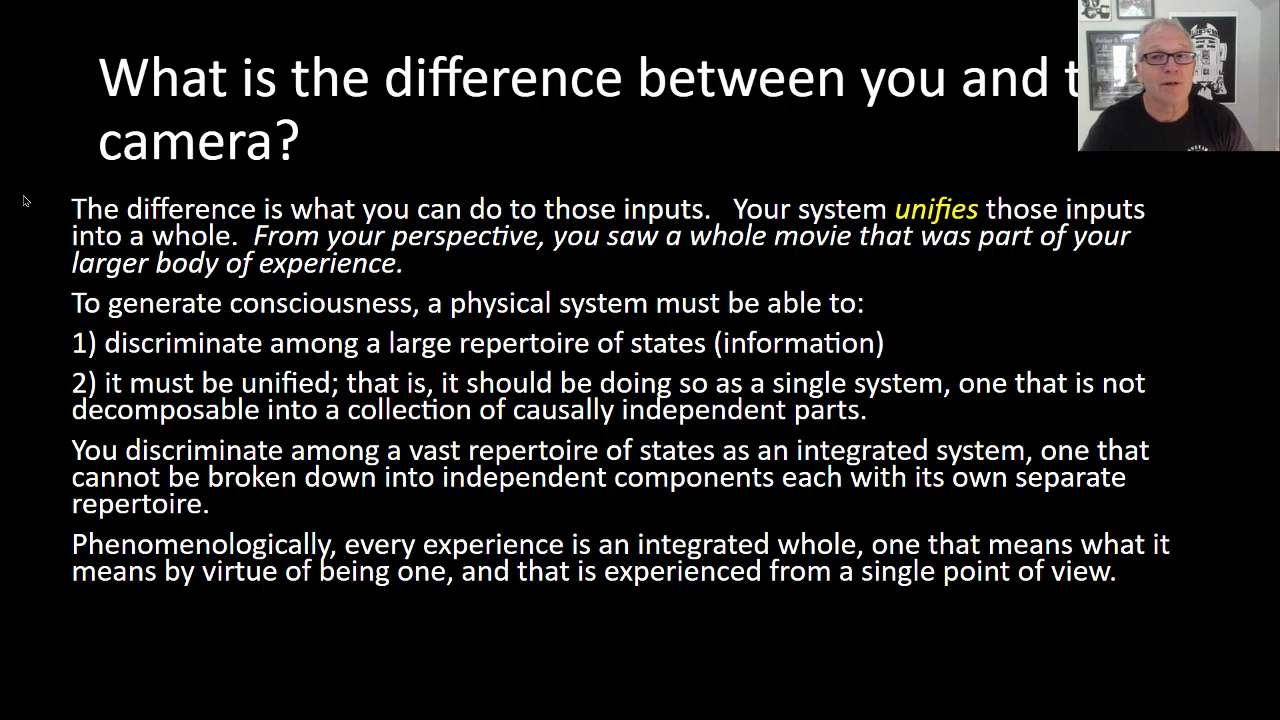 What is the difference between you and
camera?
The difference is what you can do to those inputs.   Your system unifies those inputs
into a whole.  From your perspective, you saw a whole movie that was part of your
larger body of experience.
To generate consciousness, a physical system must be able to:
1) discriminate among a large repertoire of states (information)
2) it must be unified; that is, it should be doing so as a single system, one that is not
decomposable into a collection of causally independent parts.
You discriminate among a vast repertoire of states as an integrated system, one that
cannot be broken down into independent components each with its own separate
repertoire.
Phenomenologically, every experience is an integrated whole, one that means what it
means by virtue of being one, and that is experienced from a single point of view.